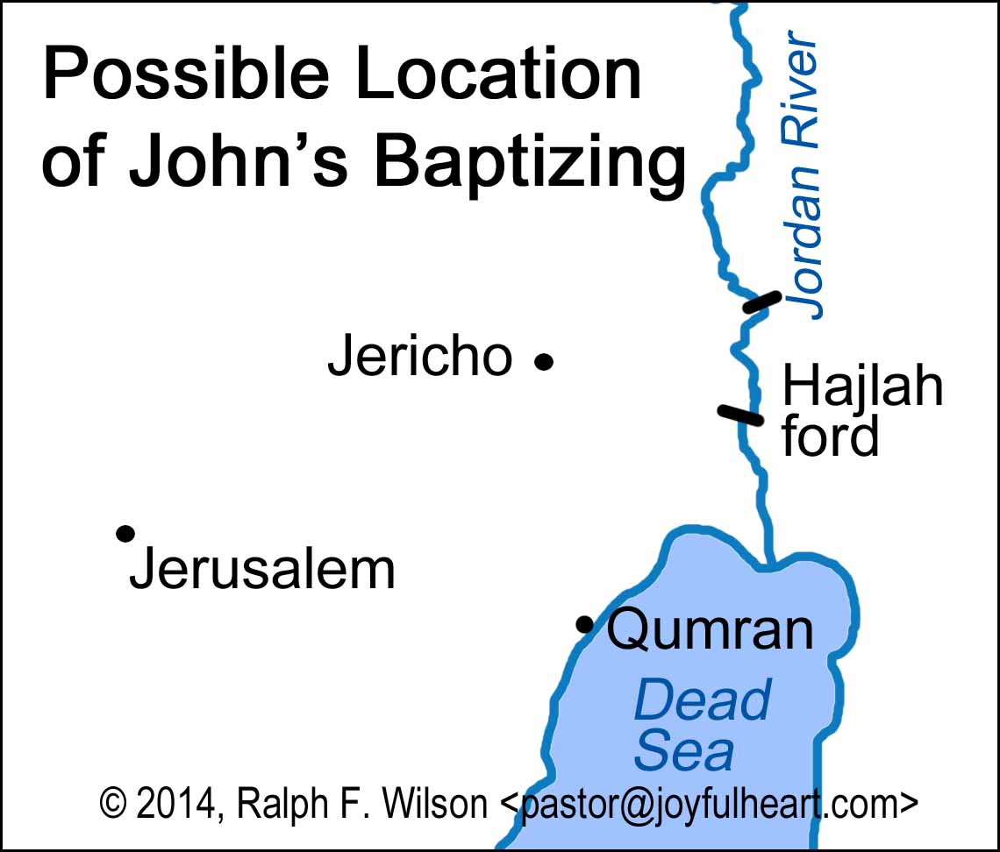 Possible Location
of John's Baptizing
Jordan River
Jericho
Hajlah
ford
Jerusalem
Qumran
Dead
Sea
© 2014, Ralph F. Wilson <pastor@joyfulheart.com>